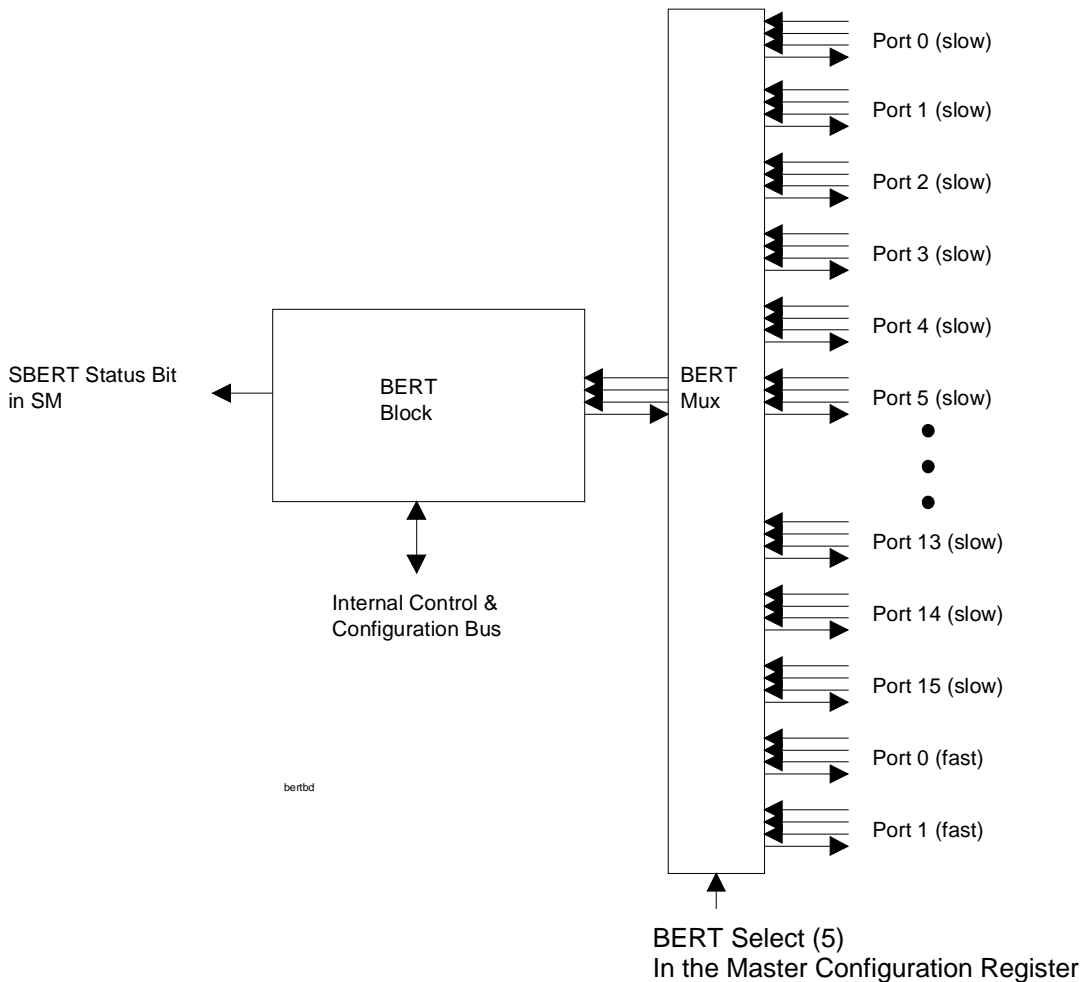 Port 0 (slow)
Port 1 (slow)
Port 2 (slow)
Port 3 (slow)
Port 4 (slow)
SBERT Status Bit
in SM
BERT
Block
BERT
Mux
Port 5 (slow)
Port 13 (slow)
Internal Control &
Configuration Bus
Port 14 (slow)
Port 15 (slow)
Port 0 (fast)
bertbd
Port 1 (fast)
BERT Select (5)
In the Master Configuration Register